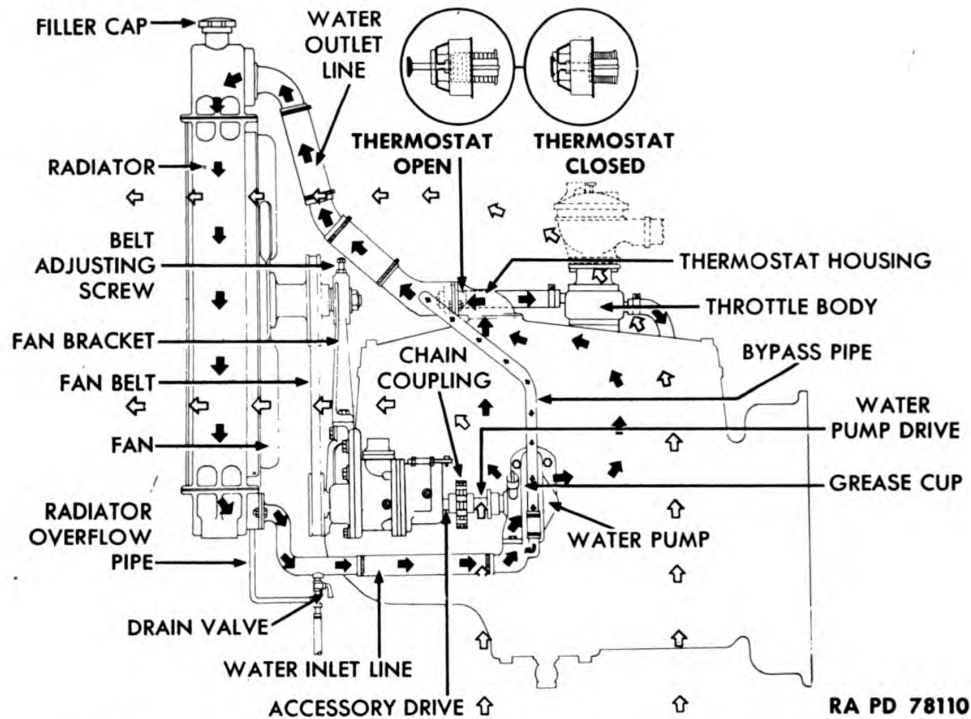 FILLER CAP
WATER
OUTLET
LINE
THERMOSTAT
OPEN
THERMOSTAT
CLOSED
RADIATOR
BELT
ADJUSTING
SCREW
THERMOSTAT HOUSING
THROTTLE BODY
FAN BRACKET
CHAIN
COUPLING
BYPASS PIPE
FAN BELT
WATER
PUMP DRIVE
FAN
GREASE CUP
RADIATOR
OVERFLOW
PIPE
WATER PUMP
DRAIN VALVE
WATER INLET LINE
ACCESSORY DRIVE
RA PD 78110